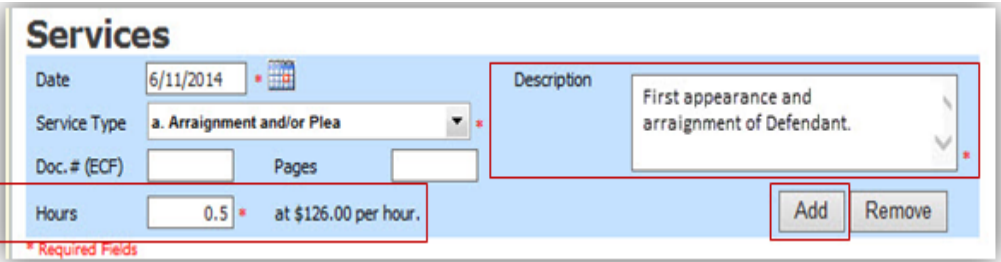 Services
Date 6/11/2014 *
Description First appearance and
arraignment of Defendant. *
Service Type a. Arraignment and/or Plea *
Doc.# (ECF) Pages
Hours 0.5 * at $126.00 per hour.
Add Remove
* Required Fields